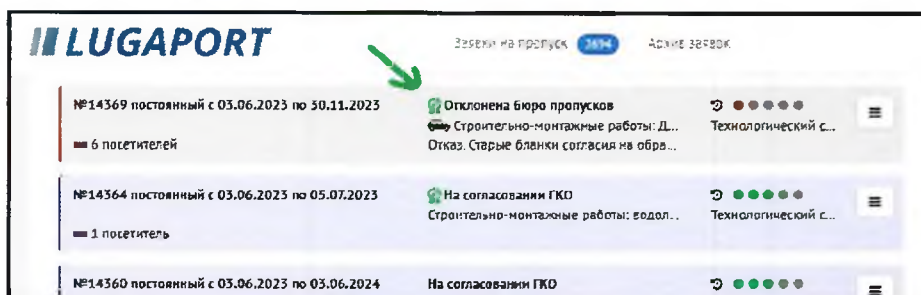 LUGAPORT
Заявки на пропуск 2694 Архив заявок
№14369 постоянный с 03.06.2023 по 30.11.2023
6 посетителей
Отклонена Бюро пропусков
Строительно-монтажные работы: Д...
Отказ. Старые бланки согласия на обра...
Технологический с...
№14364 постоянный с 03.06.2023 по 05.07.2023
1 посетитель
На согласовании ГКО
Строительно-монтажные работы: водол...
Технологический с...
№14360 постоянный с 03.06.2023 по 03.06.2024
На согласовании ГКО